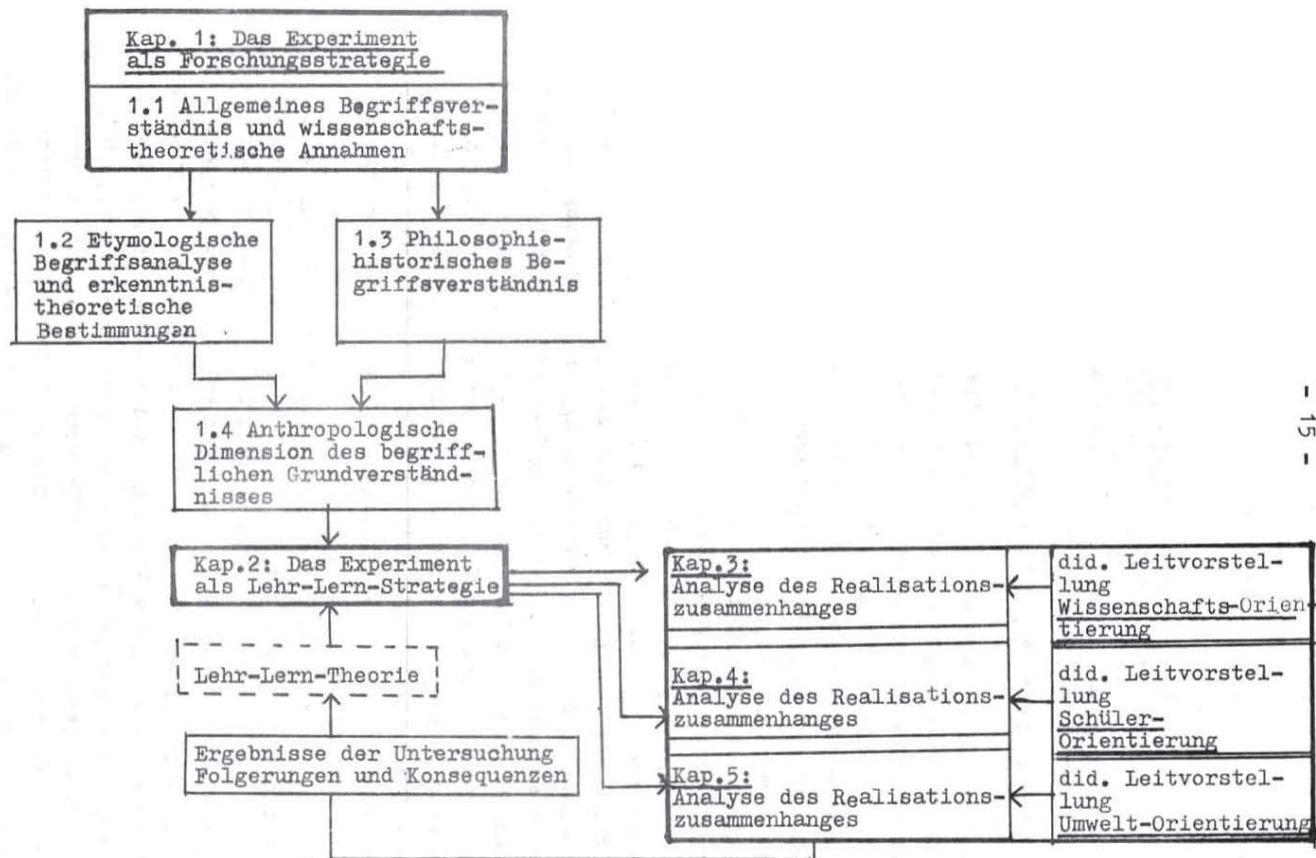 Kap. 1: Das Experiment
als Forschungsstrategie
1.1 Allgemeines Begriffsver-
ständnis und wissenschafts-
theoretische Annahmen
1.2 Etymologische
Begriffsanalyse
und erkenntnis-
theoretische
Bestimmungen
1.3 Philosophie-
historisches Be-
griffsverständnis
1.4 Anthropologische
Dimension des begriff-
lichen Grundverständ-
nisses
Kap.2: Das Experiment
als Lehr-Lern-Strategie
Lehr-Lern-Theorie
Ergebnisse der Untersuchung
Folgerungen und Konsequenzen
Kap.3:
Analyse des Realisations-
zusammenhanges
did. Leitvorstel-
lung
Wissenschafts-Orien-
tierung
Kap.4:
Analyse des Realisations-
zusammenhanges
did. Leitvorstel-
lung
Schüler-
Orientierung
Kap.5:
Analyse des Realisations-
zusammenhanges
did. Leitvorstel-
lung
Umwelt-Orientierung
- 15 -